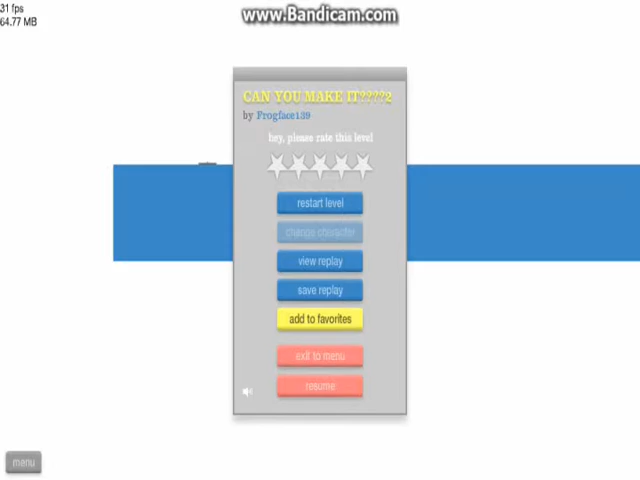 31 fps
64.77 MB
www.Bandicam.com
CAN YOU MAKE IT????2
by Frogface139
hey, please rate this level
restart level
change character
view replay
save replay
add to favorites
exit to menu
resume
menu